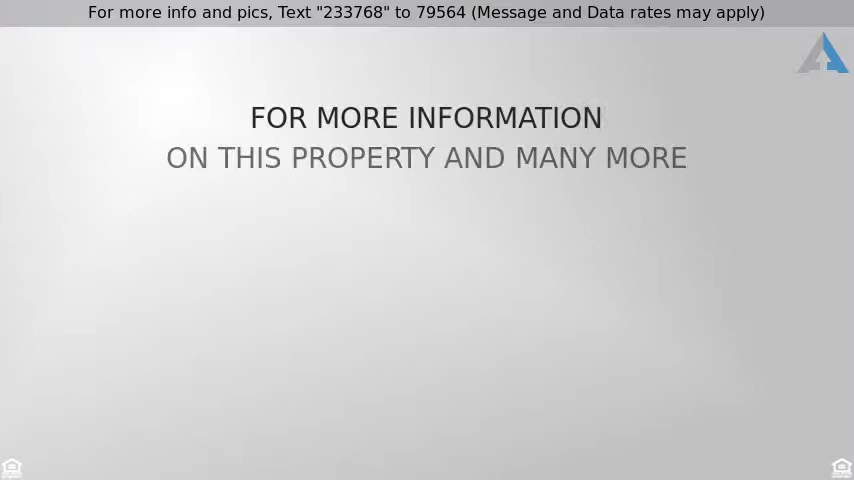 For more info and pics, Text "233768" to 79564 (Message and Data rates may apply)
FOR MORE INFORMATION
ON THIS PROPERTY AND MANY MORE